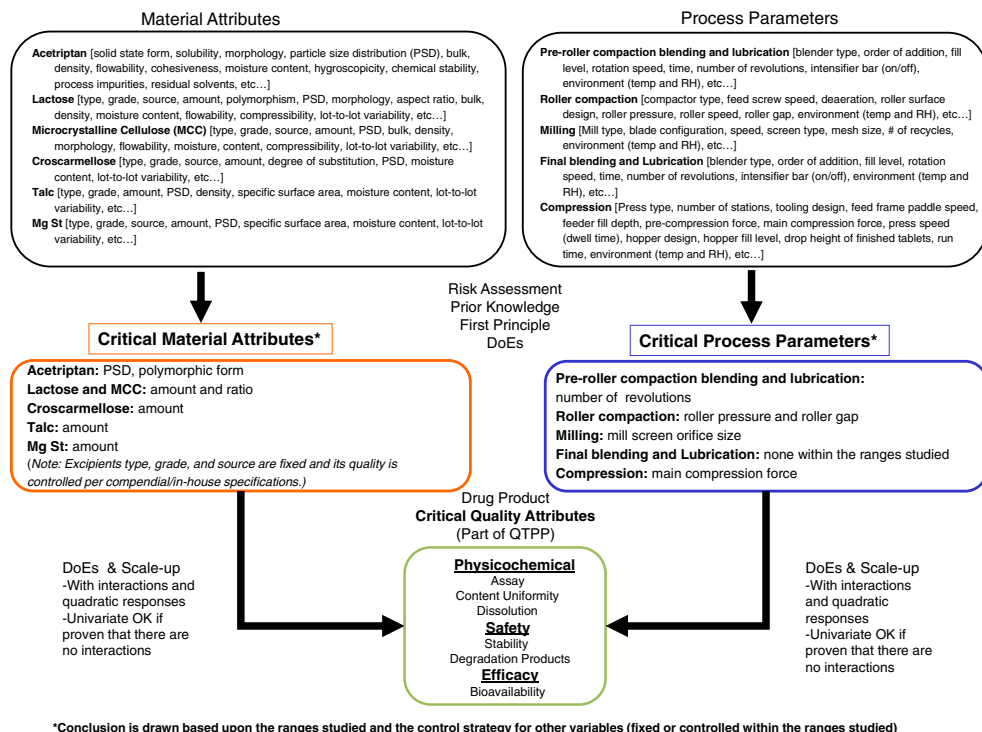 Material Attributes
Acetriptan [solid state form, solubility, morphology, particle size distribution (PSD), bulk,
density, flowability, cohesiveness, moisture content, hygroscopicity, chemical stability,
process impurities, residual solvents, etc…]
Lactose [type, grade, source, amount, polymorphism, PSD, morphology, aspect ratio, bulk,
density, moisture content, flowability, compressibility, lot-to-lot variability, etc…]
Microcrystalline Cellulose (MCC) [type, grade, source, amount, PSD, bulk, density,
morphology, flowability, moisture, content, compressibility, lot-to-lot variability, etc…]
Croscarmellose [type, grade, source, amount, degree of substitution, PSD, moisture
content, lot-to-lot variability, etc…]
Talc [type, grade, amount, PSD, density, specific surface area, moisture content, lot-to-lot
variability, etc…]
Mg St [type, grade, source, amount, PSD, specific surface area, moisture content, lot-to-lot
variability, etc…]
Process Parameters
Pre-roller compaction blending and lubrication [blender type, order of addition, fill
level, rotation speed, time, number of revolutions, intensifier bar (on/off),
environment (temp and RH), etc…]
Roller compaction [compactor type, feed screw speed, deaeration, roller surface
design, roller pressure, roller speed, roller gap, environment (temp and RH), etc…]
Milling [Mill type, blade configuration, speed, screen type, mesh size, # of recycles,
environment (temp and RH), etc…]
Final blending and Lubrication [blender type, order of addition, fill level, rotation
speed, time, number of revolutions, intensifier bar (on/off), environment (temp and
RH), etc…]
Compression [Press type, number of stations, tooling design, feed frame paddle speed,
feeder fill depth, pre-compression force, main compression force, press speed
(dwell time), hopper design, hopper fill level, drop height of finished tablets, run
time, environment (temp and RH), etc…]
Risk Assessment
Prior Knowledge
First Principle
DoEs
Critical Material Attributes*
Acetriptan: PSD, polymorphic form
Lactose and MCC: amount and ratio
Croscarmellose: amount
Talc: amount
Mg St: amount
(Note: Excipients type, grade, and source are fixed and its quality is
controlled per compendial/in-house specifications.)
Critical Process Parameters*
Pre-roller compaction blending and lubrication:
number of revolutions
Roller compaction: roller pressure and roller gap
Milling: mill screen orifice size
Final blending and Lubrication: none within the ranges studied
Compression: main compression force
Drug Product
Critical Quality Attributes
(Part of QTPP)
Physicochemical
Assay
Content Uniformity
Dissolution
Safety
Stability
Degradation Products
Efficacy
Bioavailability
DoEs & Scale-up
-With interactions and
quadratic responses
-Univariate OK if
proven that there are
no interactions
DoEs & Scale-up
-With interactions
and quadratic
responses
-Univariate OK if
proven that there are
no interactions
*Conclusion is drawn based upon the ranges studied and the control strategy for other variables (fixed or controlled within the ranges studied)